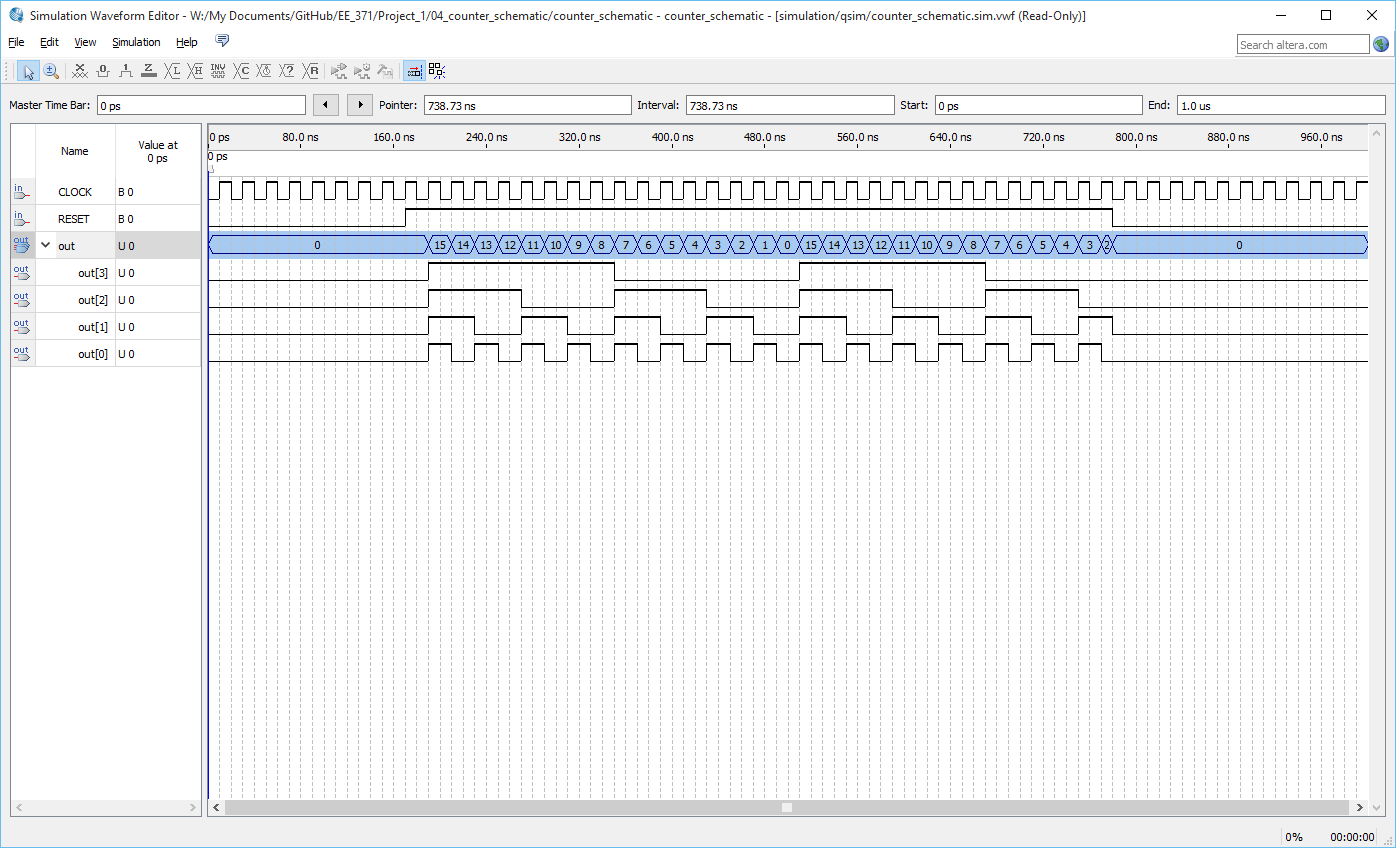 Simulation Waveform Editor - W:/My Documents/GitHub/EE_371/Project_1/04_counter_schematic/counter_schematic - counter_schematic - [simulation/qsim/counter_schematic.sim.vwf (Read-Only)]
File Edit View Simulation Help
Search altera.com
Master Time Bar: 0 ps Pointer: 738.73 ns Interval: 738.73 ns Start: 0 ps End: 1.0 us
Name Value at 0 ps
0 ps 80.0 ns 160.0 ns 240.0 ns 320.0 ns 400.0 ns 480.0 ns 560.0 ns 640.0 ns 720.0 ns 800.0 ns 880.0 ns 960.0 ns
0 ps
in CLOCK B 0
in RESET B 0
out out U 0 0 15 14 13 12 11 10 9 8 7 6 5 4 3 2 1 0 15 14 13 12 11 10 9 8 7 6 5 4 3 2 0
out out[3] U 0
out out[2] U 0
out out[1] U 0
out out[0] U 0
0% 00:00:00